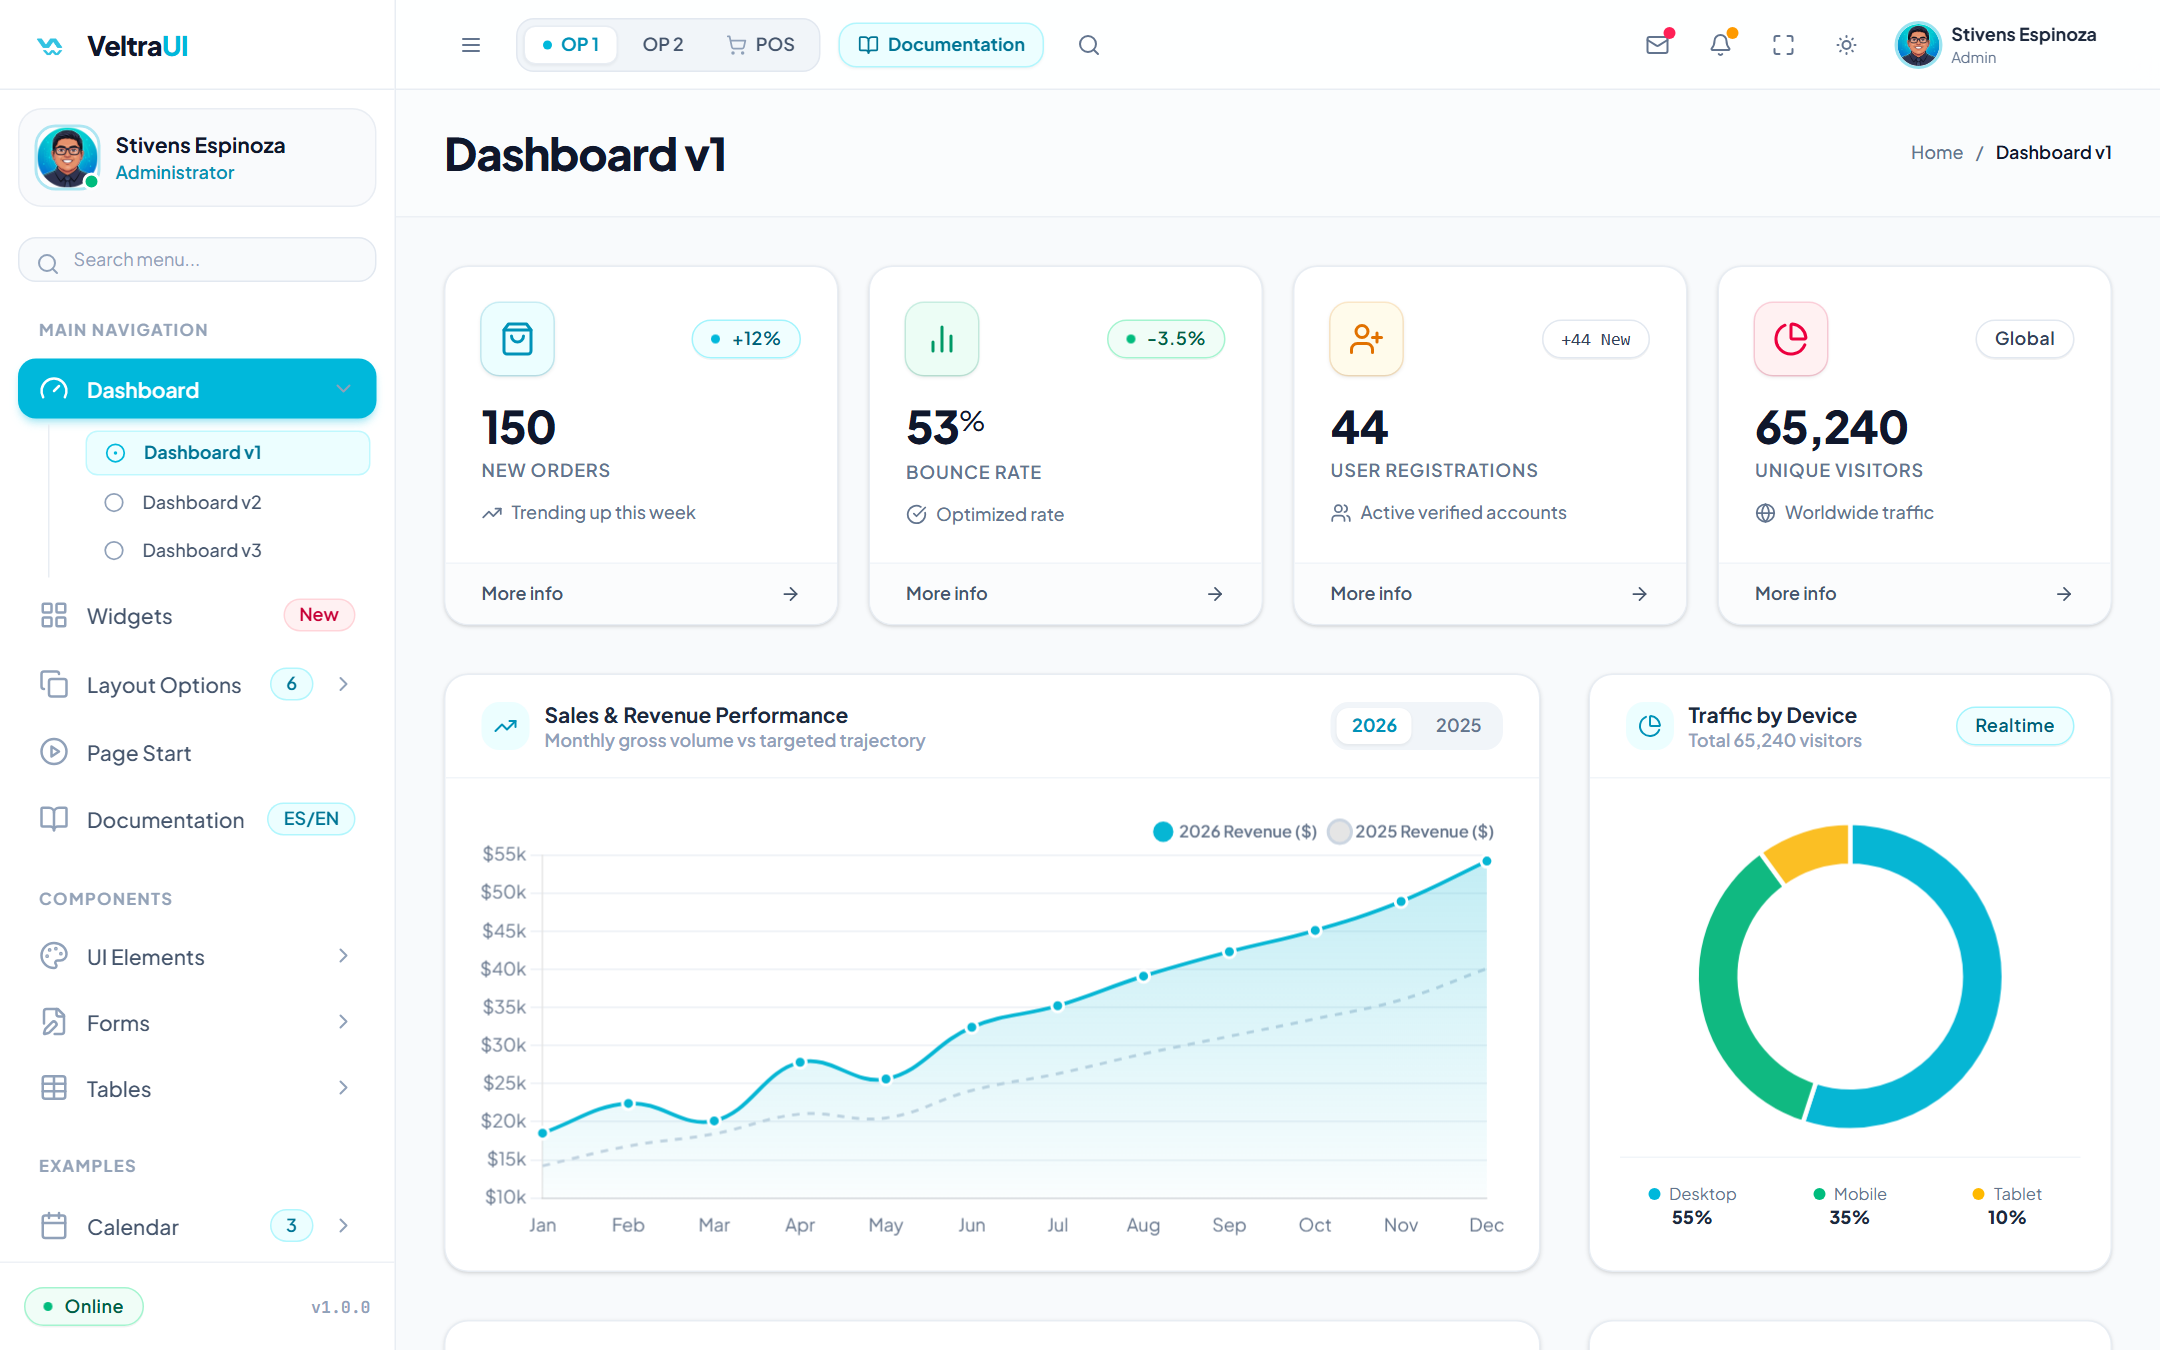 VeltraUI
OP 1
OP 2
POS
Documentation
Stivens Espinoza
Admin
Stivens Espinoza
Administrator
Search menu...
MAIN NAVIGATION
Dashboard
Dashboard v1
Dashboard v2
Dashboard v3
Widgets
New
Layout Options
6
Page Start
Documentation
ES/EN
COMPONENTS
UI Elements
Forms
Tables
EXAMPLES
Calendar
3
Online
v1.0.0
Dashboard v1
Home / Dashboard v1
+12%
150
NEW ORDERS
Trending up this week
More info
-3.5%
53%
BOUNCE RATE
Optimized rate
More info
+44 New
44
USER REGISTRATIONS
Active verified accounts
More info
Global
65,240
UNIQUE VISITORS
Worldwide traffic
More info
Sales & Revenue Performance
Monthly gross volume vs targeted trajectory
2026
2025
2026 Revenue ($)
2025 Revenue ($)
$55k
$50k
$45k
$40k
$35k
$30k
$25k
$20k
$15k
$10k
Jan
Feb
Mar
Apr
May
Jun
Jul
Aug
Sep
Oct
Nov
Dec
Traffic by Device
Total 65,240 visitors
Realtime
Desktop
55%
Mobile
35%
Tablet
10%